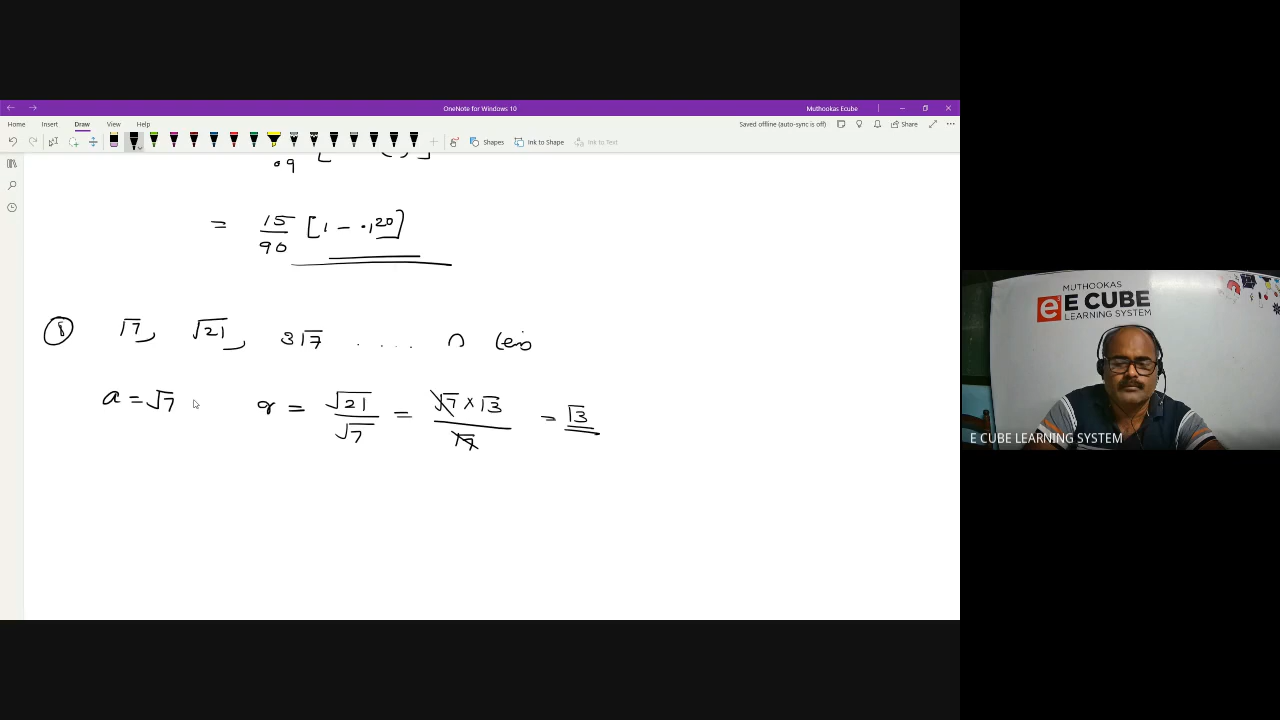 OneNote for Windows 10
Muthookas Ecube
Home Insert Draw View Help
Saved offline (auto-sync is off) Share
Shapes Ink to Shape Ink to Text
.09
= 15/90 [1 - .1^20]
⑧ √7, √21, 3√7 .... n
a = √7 r = √21/√7 = √7 × √3/√7 = √3
MUTHOOKAS
e E CUBE
LEARNING SYSTEM
E CUBE LEARNING SYSTEM